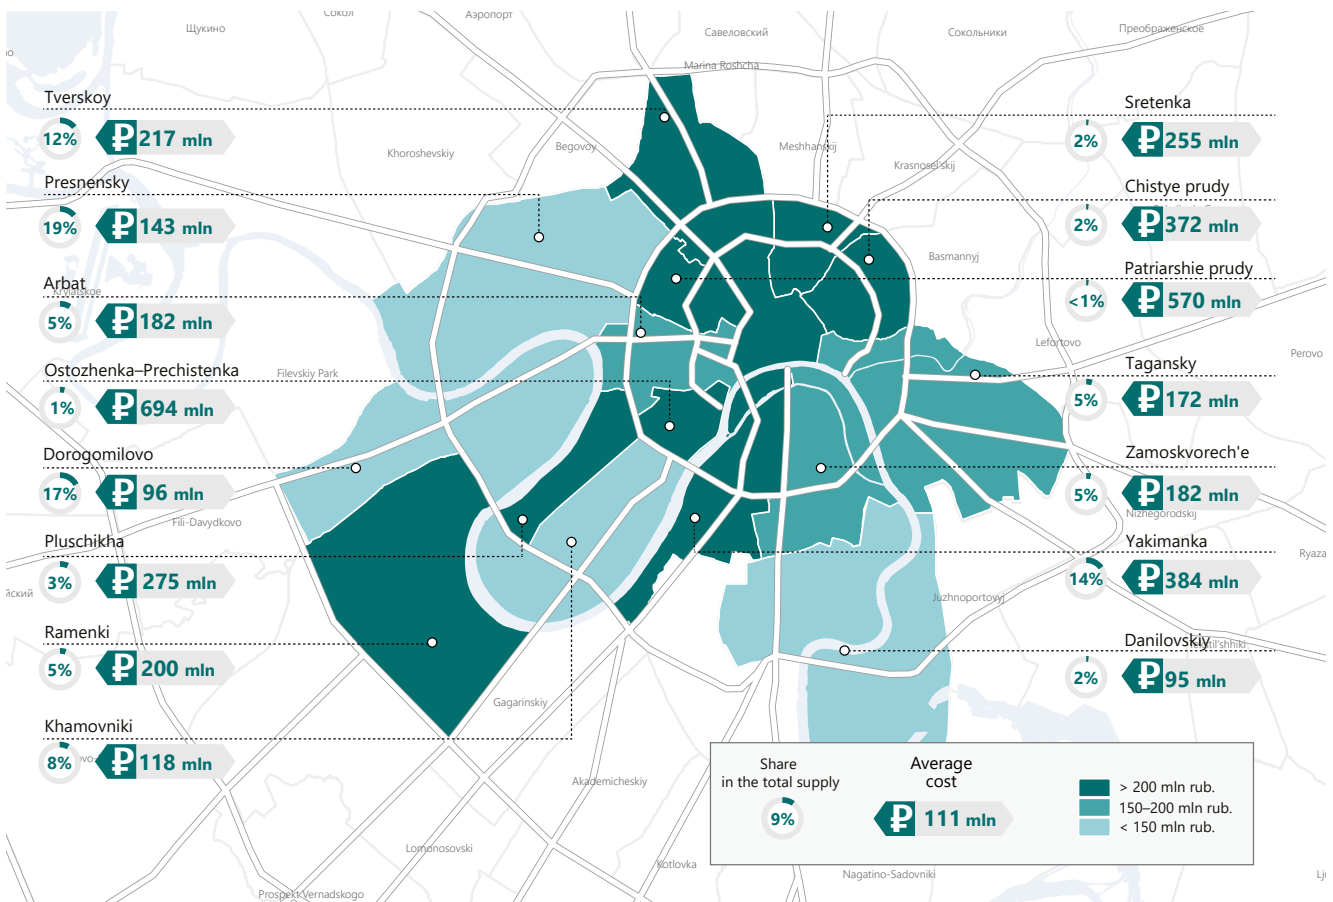 Сокол
Аэропорт
Щукино
Савеловский
Сокольники
Преображенское
Marina Roshcha
Tverskoy
12%
₽ 217 mln
Khoroshevskiy
Begovoy
Meshhanskij
Krasnosel'skij
Sretenka
2%
₽ 255 mln
Presnensky
19%
₽ 143 mln
Chistye prudy
2%
₽ 372 mln
Basmannyj
Arbat
Krylatskoe
5%
₽ 182 mln
Patriarshie prudy
<1%
₽ 570 mln
Lefortovo
Perovo
Ostozhenka–Prechistenka
1%
₽ 694 mln
Filevskiy Park
Tagansky
5%
₽ 172 mln
Dorogomilovo
17%
₽ 96 mln
Fili-Davydkovo
Zamoskvorech'e
5%
₽ 182 mln
Nizhegorodskij
Pluschikha
3%
₽ 275 mln
йский
Yakimanka
14%
₽ 384 mln
Ryaza
Juzhnoportovyj
Ramenki
5%
₽ 200 mln
Danilovskiy
2%
₽ 95 mln
Gagarinskiy
Khamovniki
8%
₽ 118 mln
Akademicheskiy
Lomonosovski
Kotlovka
Prospekt Vernadskogo
Nagatino-Sadovniki
Share
in the total supply
9%
Average
cost
₽ 111 mln
> 200 mln rub.
150–200 mln rub.
< 150 mln rub.